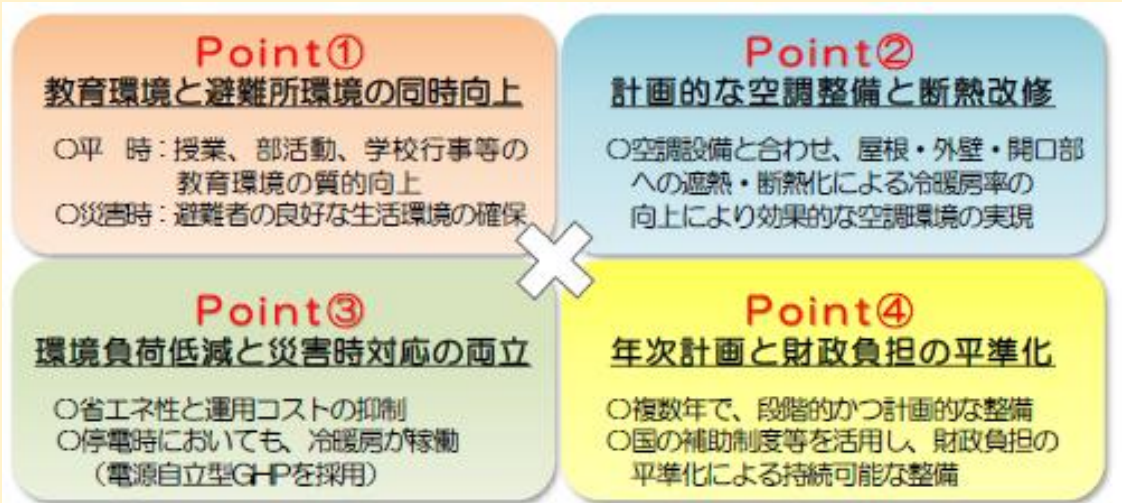 Point①
教育環境と避難所環境の同時向上
○平　時：授業、部活動、学校行事等の
教育環境の質的向上
○災害時：避難者の良好な生活環境の確保
Point②
計画的な空調整備と断熱改修
○空調設備と合わせ、屋根・外壁・開口部
への遮熱・断熱化による冷暖房率の
向上により効果的な空調環境の実現
Point③
環境負荷低減と災害時対応の両立
○省エネ性と運用コストの抑制
○停電時においても、冷暖房が稼働
（電源自立型GHPを採用）
Point④
年次計画と財政負担の平準化
○複数年で、段階的かつ計画的な整備
○国の補助制度等を活用し、財政負担の
平準化による持続可能な整備